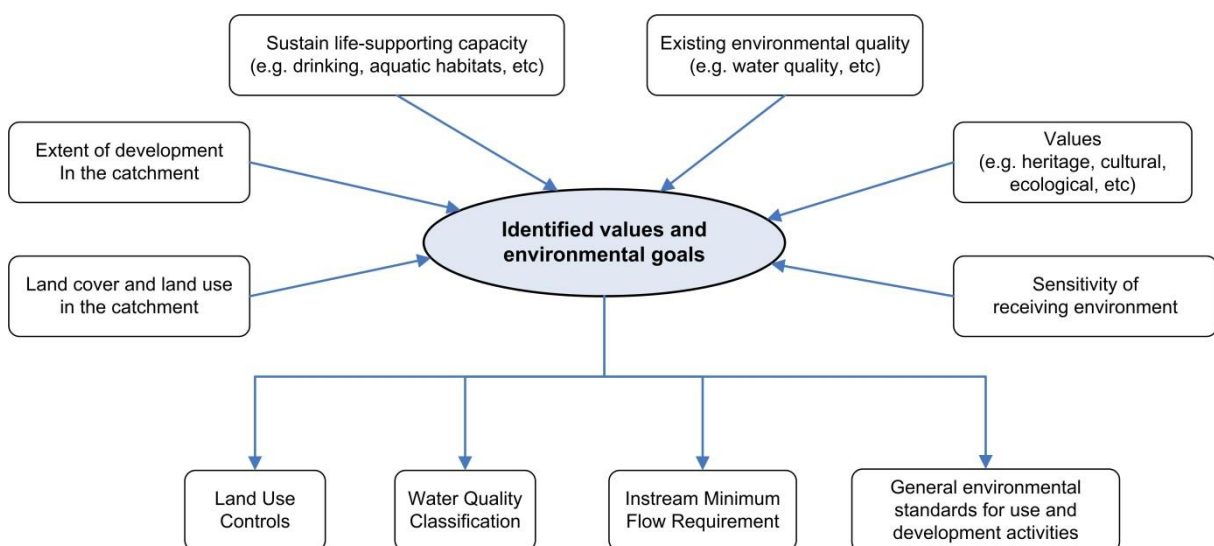 Sustain life-supporting capacity
(e.g. drinking, aquatic habitats, etc)
Existing environmental quality
(e.g. water quality, etc)
Extent of development
In the catchment
Values
(e.g. heritage, cultural,
ecological, etc)
Identified values and
environmental goals
Land cover and land use
in the catchment
Sensitivity of
receiving environment
Land Use
Controls
Water Quality
Classification
Instream Minimum
Flow Requirement
General environmental
standards for use and
development activities